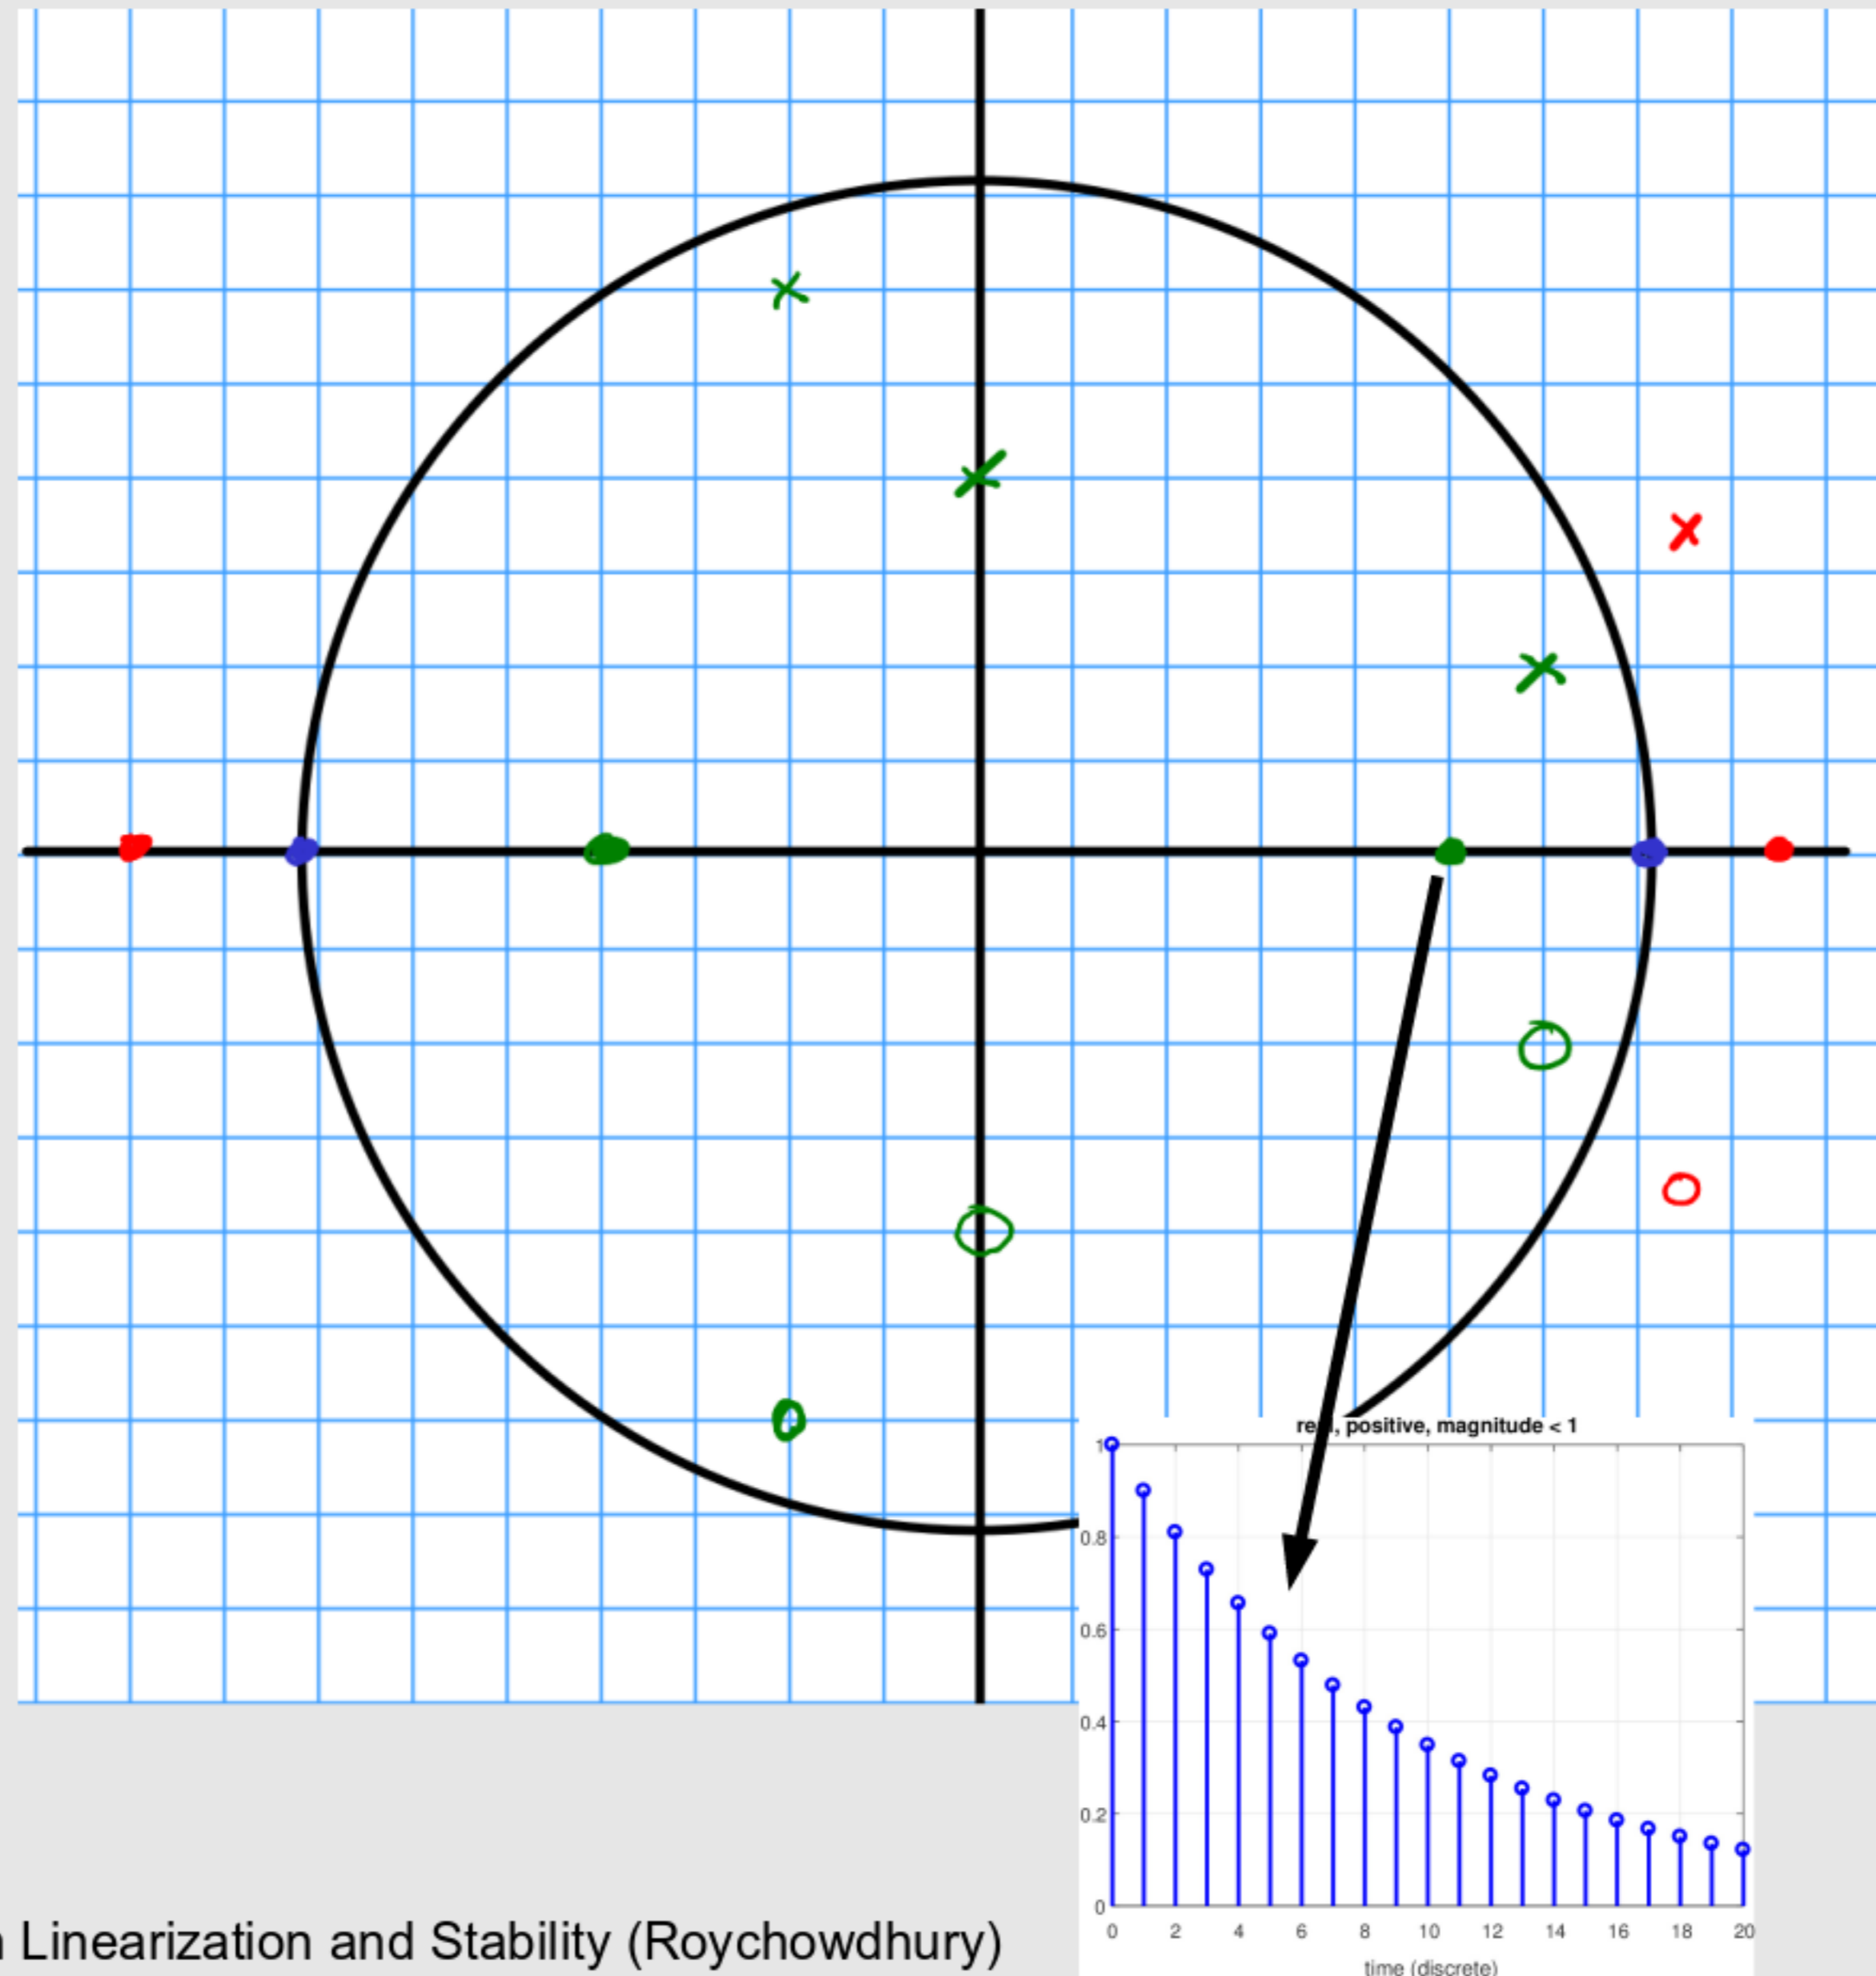 real, positive, magnitude < 1
1
0.8
0.6
0.4
0.2
0
0 2 4 6 8 10 12 14 16 18 20
time (discrete)
Linearization and Stability (Roychowdhury)